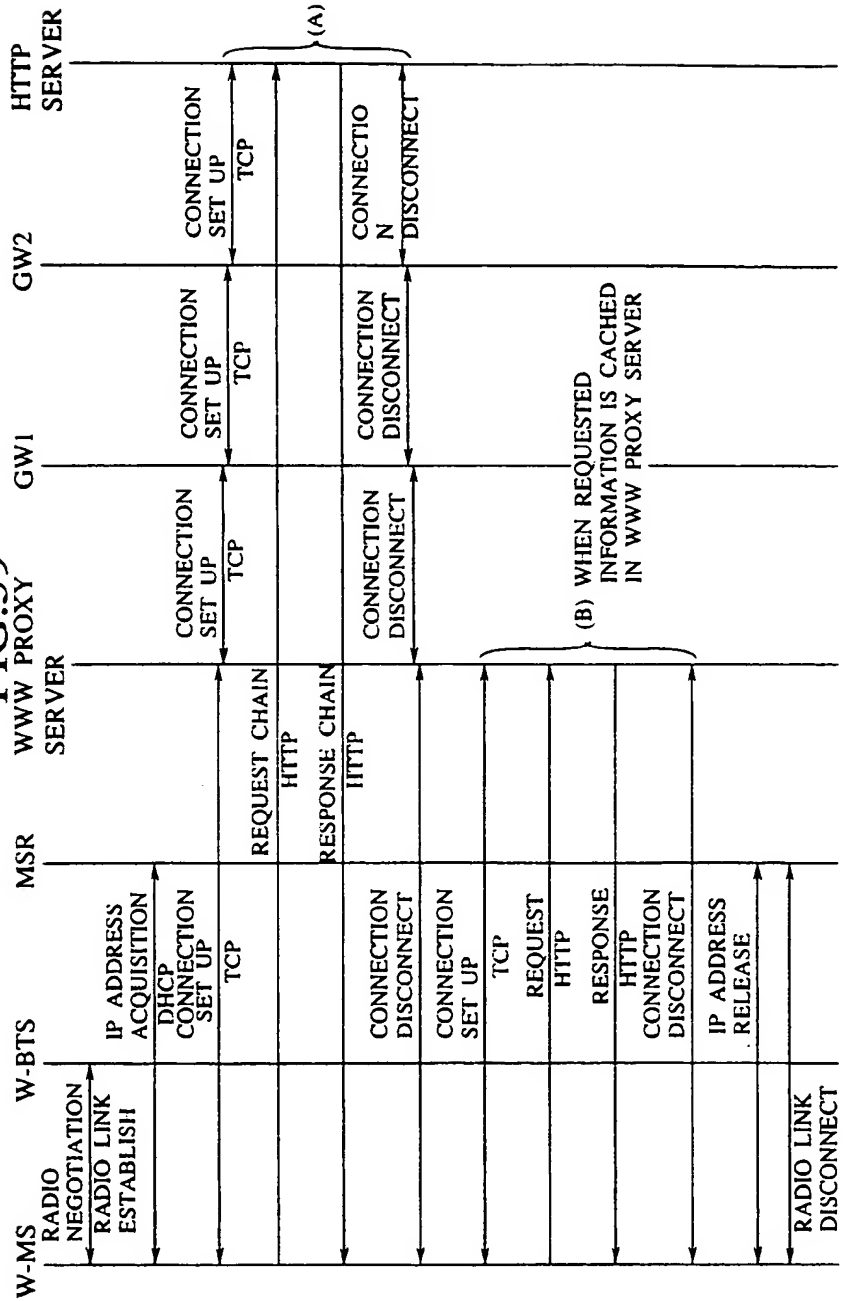 W-MS
W-BTS
MSR
WWW PROXY
SERVER
GW1
GW2
HTTP
SERVER
RADIO
NEGOTIATION
RADIO LINK
ESTABLISH
IP ADDRESS
ACQUISITION
DHCP
CONNECTION
SET UP
TCP
CONNECTION
SET UP
TCP
CONNECTION
SET UP
TCP
CONNECTION
SET UP
TCP
REQUEST CHAIN
HTTP
RESPONSE CHAIN
HTTP
(A)
CONNECTION
DISCONNECT
CONNECTION
DISCONNECT
CONNECTION
DISCONNECT
CONNECTIO
N
DISCONNECT
CONNECTION
SET UP
TCP
REQUEST
HTTP
RESPONSE
HTTP
CONNECTION
DISCONNECT
(B) WHEN REQUESTED
INFORMATION IS CACHED
IN WWW PROXY SERVER
IP ADDRESS
RELEASE
RADIO LINK
DISCONNECT